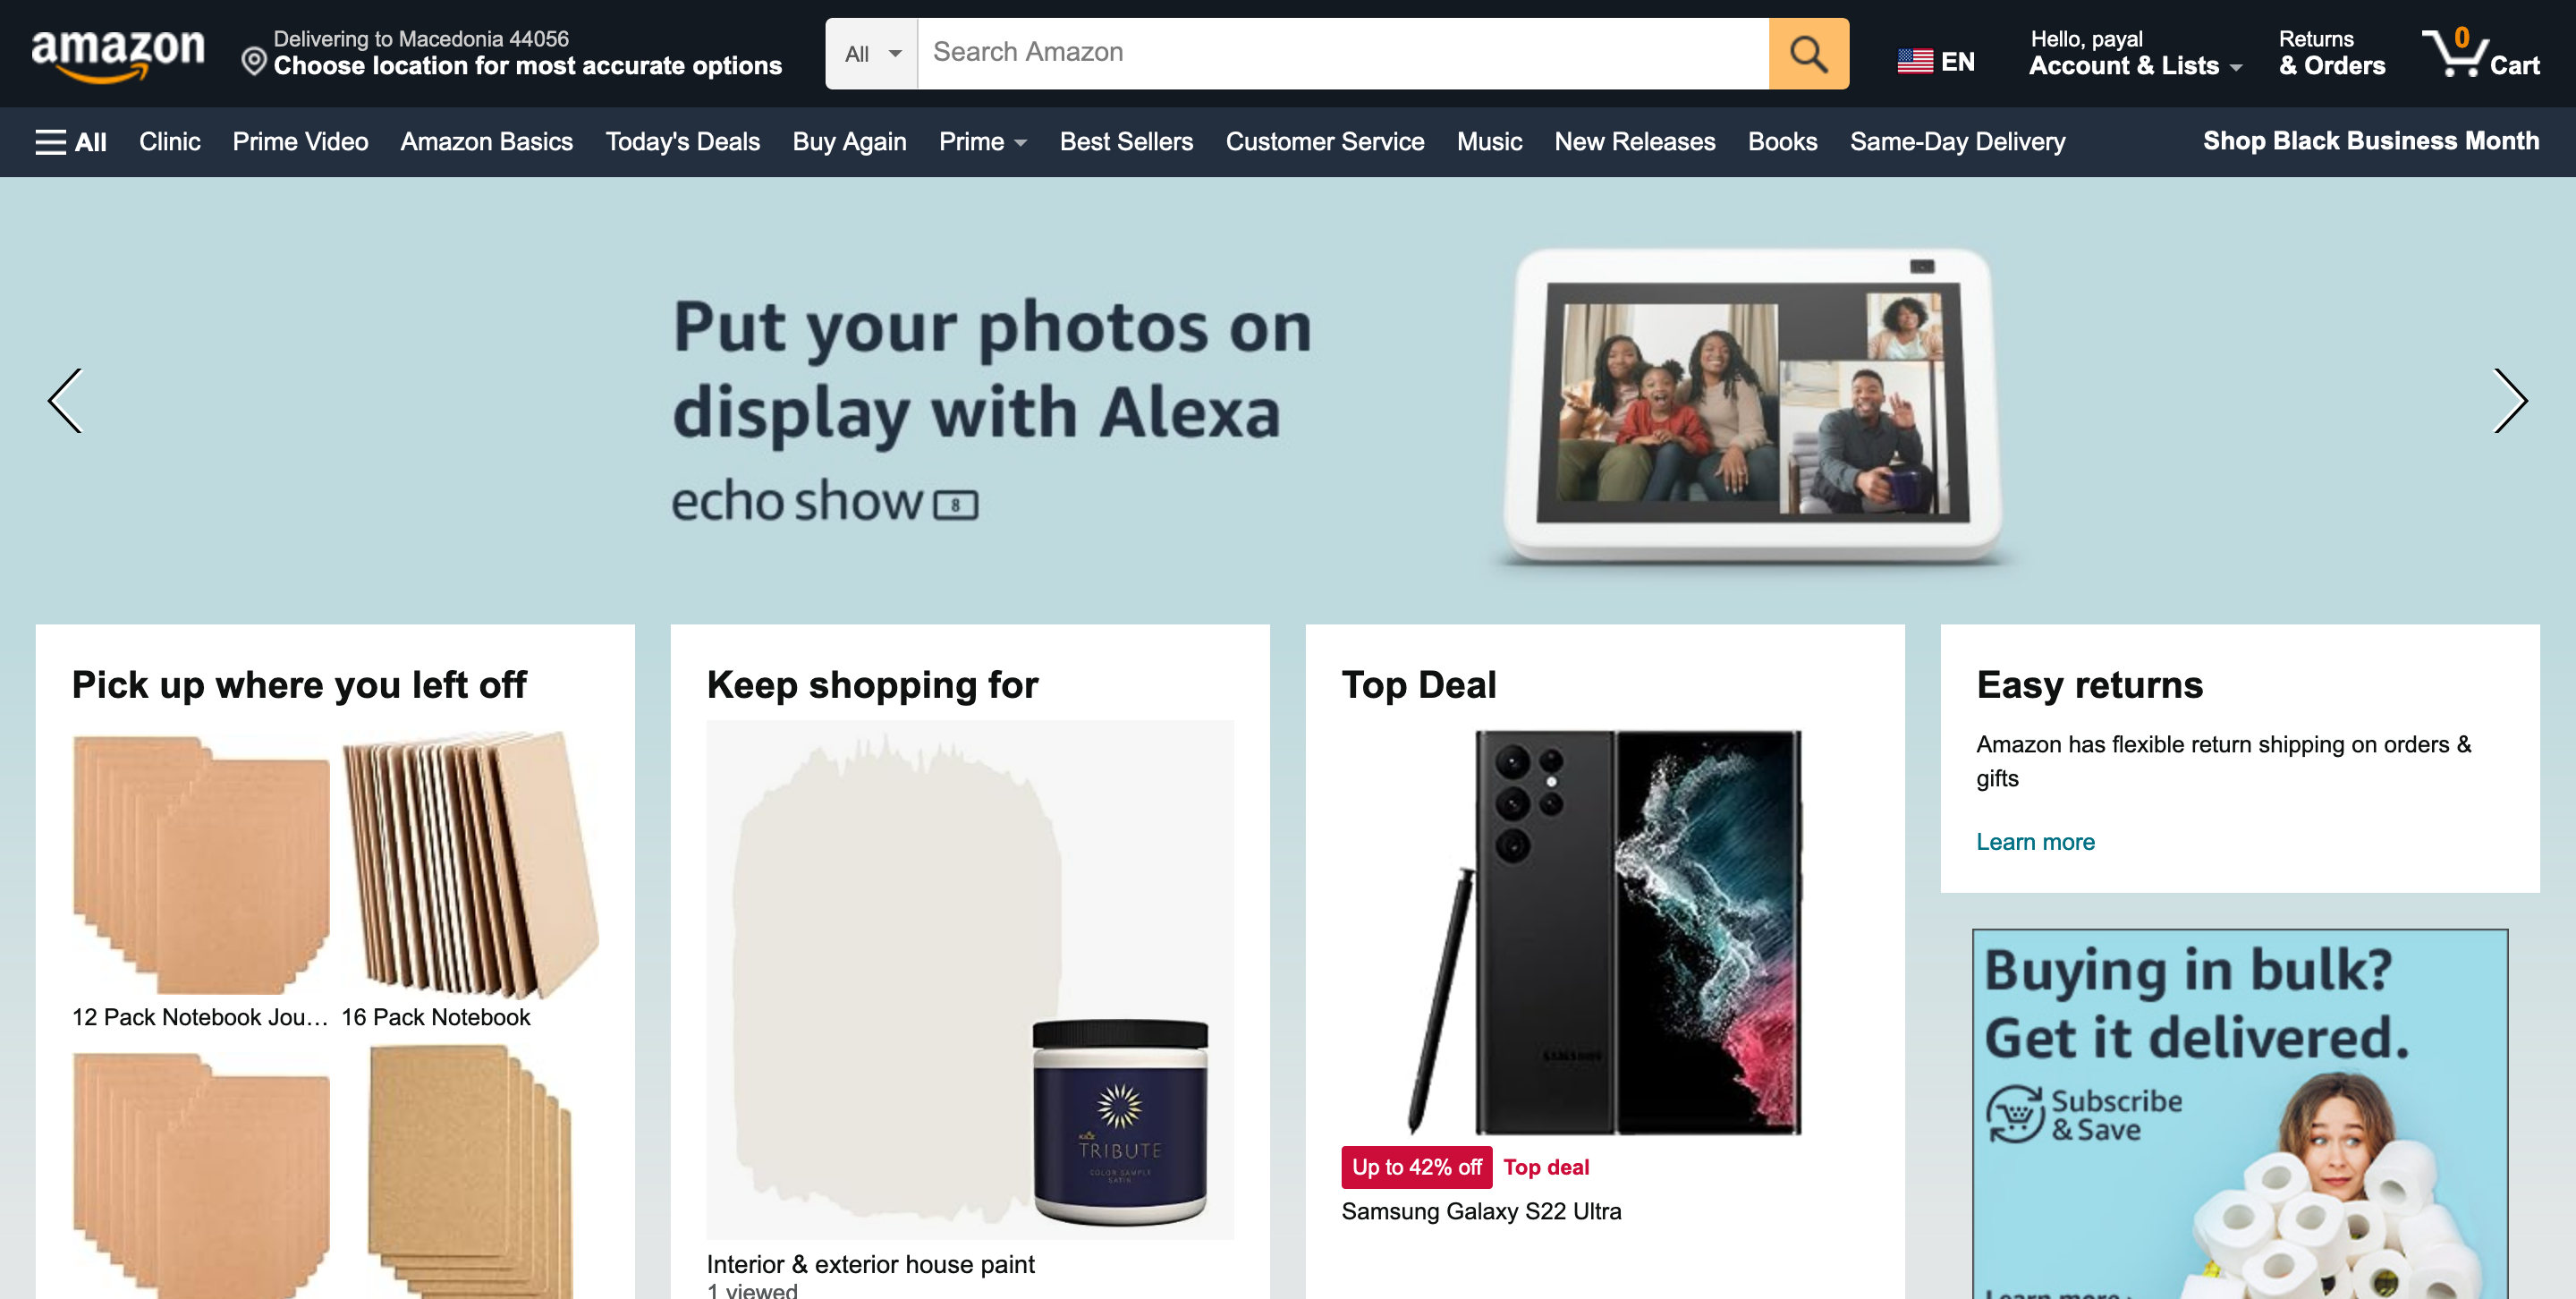 amazon
Delivering to Macedonia 44056
Choose location for most accurate options
All
Search Amazon
EN
Hello, payal
Account & Lists
Returns
& Orders
0
Cart
All
Clinic
Prime Video
Amazon Basics
Today's Deals
Buy Again
Prime
Best Sellers
Customer Service
Music
New Releases
Books
Same-Day Delivery
Shop Black Business Month
Put your photos on
display with Alexa
echo show 8
Pick up where you left off
12 Pack Notebook Jou…
16 Pack Notebook
Keep shopping for
TRIBUTE
COLOR SAMPLE
SATIN
Interior & exterior house paint
1 viewed
Top Deal
SAMSUNG
Up to 42% off
Top deal
Samsung Galaxy S22 Ultra
Easy returns
Amazon has flexible return shipping on orders &
gifts
Learn more
Buying in bulk?
Get it delivered.
Subscribe
& Save
Learn more ›